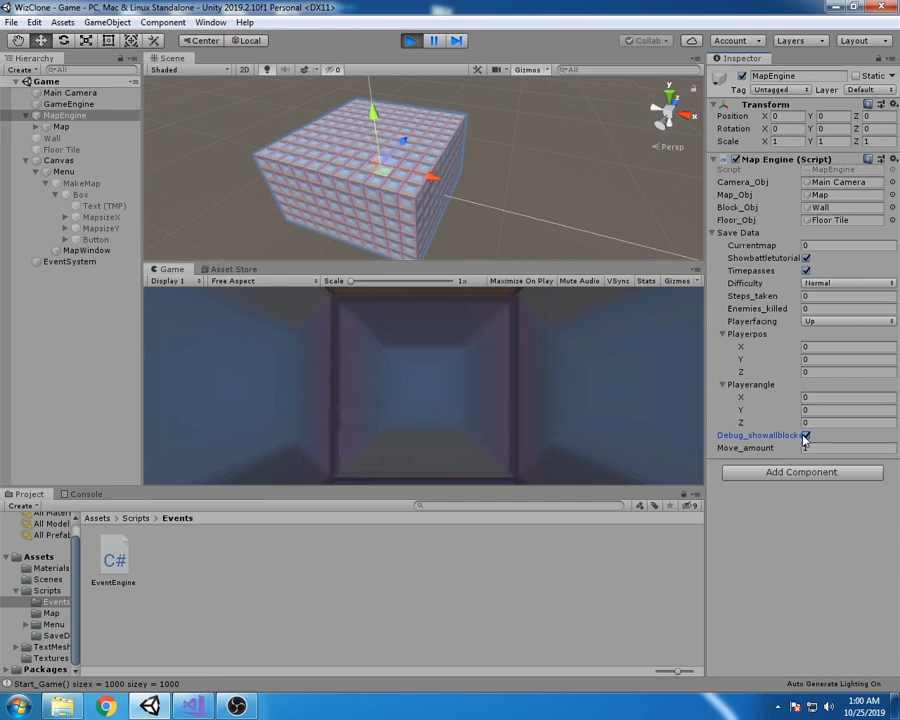 WizClone - Game - PC, Mac & Linux Standalone - Unity 2019.2.10f1 Personal <DX11>
File Edit Assets GameObject Component Window Help
Center Local Collab Account Layers Layout
Hierarchy
Create All
Game
Main Camera
GameEngine
MapEngine
Map
Wall
Floor Tile
Canvas
Menu
MakeMap
Box
Text (TMP)
MapsizeX
MapsizeY
Button
MapWindow
EventSystem
Scene
Shaded 2D 0 Gizmos All
y
x
z
Persp
Game Asset Store
Display 1 Free Aspect Scale 1x Maximize On Play Mute Audio VSync Stats Gizmos
Inspector
MapEngine Static
Tag Untagged Layer Default
Transform
Position X 0 Y 0 Z 0
Rotation X 0 Y 0 Z 0
Scale X 1 Y 1 Z 1
Map Engine (Script)
Script MapEngine
Camera_Obj Main Camera
Map_Obj Map
Block_Obj Wall
Floor_Obj Floor Tile
Save Data
Currentmap 0
Showbattletutorial
Timepasses
Difficulty Normal
Steps_taken 0
Enemies_killed 0
Playerfacing Up
Playerpos
X 0
Y 0
Z 0
Playerangle
X 0
Y 0
Z 0
Debug_showallblocks
Move_amount 1
Add Component
Project Console
Create 9
All Model
All Prefab
Assets
Materials
Scenes
Scripts
Events
Map
Menu
SaveD
TextMesh
Textures
Packages
Assets Scripts Events
C#
EventEngine
Start_Game() sizex = 1000 sizey = 1000
Auto Generate Lighting On
1:00 AM
10/25/2019